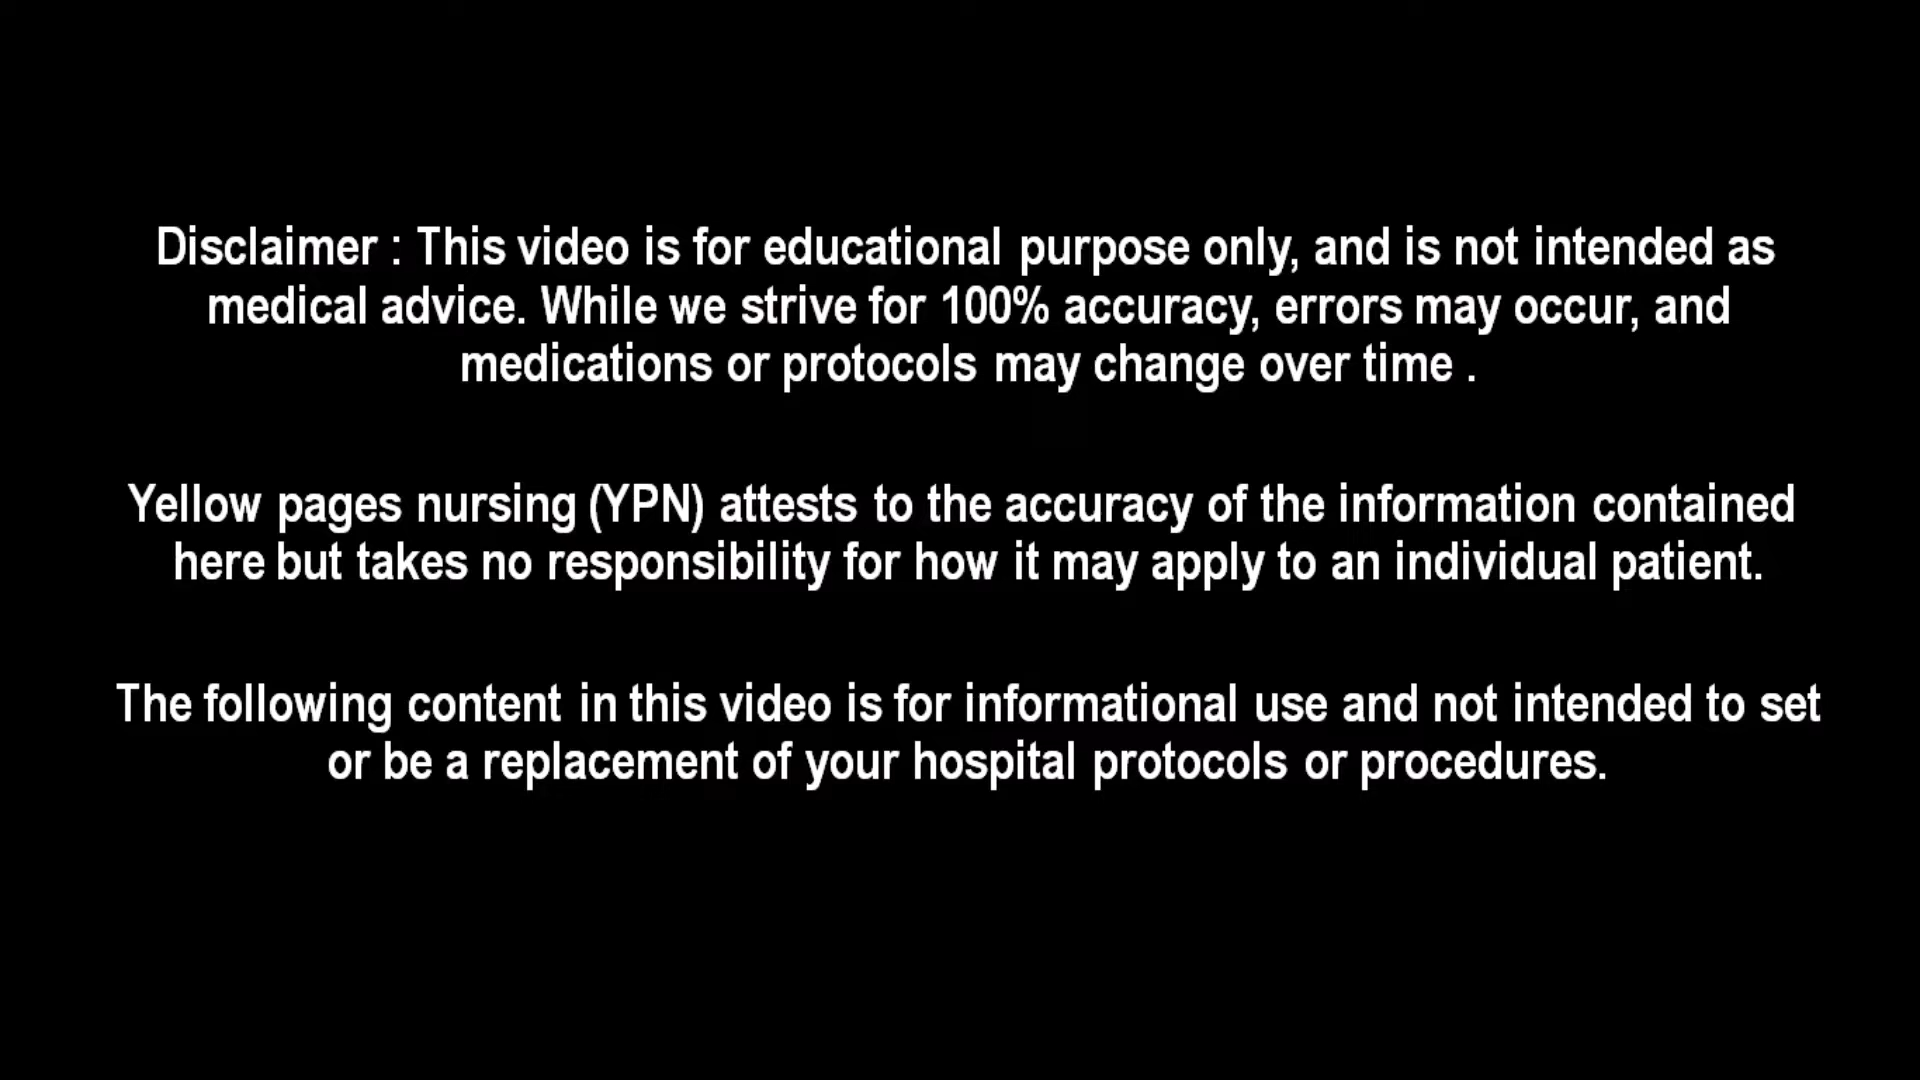 Disclaimer : This video is for educational purpose only, and is not intended as
medical advice. While we strive for 100% accuracy, errors may occur, and
medications or protocols may change over time .
Yellow pages nursing (YPN) attests to the accuracy of the information contained
here but takes no responsibility for how it may apply to an individual patient.
The following content in this video is for informational use and not intended to set
or be a replacement of your hospital protocols or procedures.